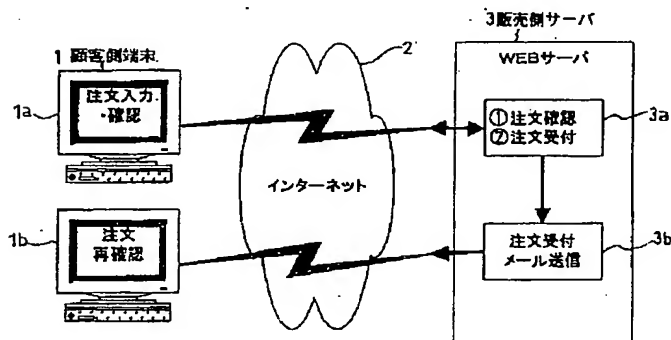 3 販売側サーバ
1 顧客側端末
2
WEBサーバ
1a
注文入力
・確認
①注文確認
②注文受付
3a
インターネット
1b
注文
再確認
注文受付
メール送信
3b